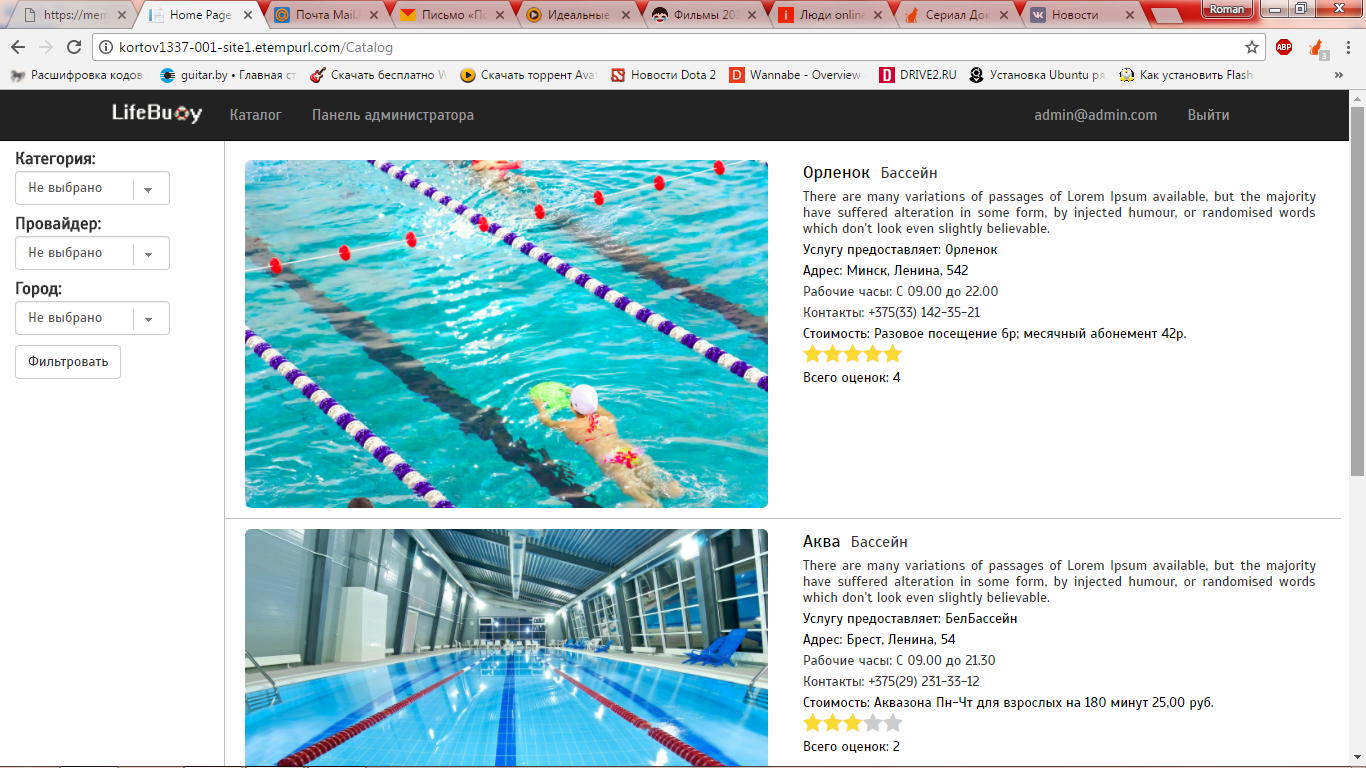 https://mem
Home Page
Почта Mail.
Письмо «По
Идеальные
Фильмы 20
Люди onlin
Сериал Док
Новости
Roman
kortov1337-001-site1.etempurl.com/Catalog
ABP
3
Расшифровка кодов
guitar.by • Главная ст
Скачать бесплатно W
Скачать торрент Ava
Новости Dota 2
Wannabe - Overview
DRIVE2.RU
Установка Ubuntu ря
Как установить Flash
»
LifeBuoy
Каталог
Панель администратора
admin@admin.com
Выйти
Категория:
Не выбрано
Провайдер:
Не выбрано
Город:
Не выбрано
Фильтровать
Орленок Бассейн
There are many variations of passages of Lorem Ipsum available, but the majority
have suffered alteration in some form, by injected humour, or randomised words
which don't look even slightly believable.
Услугу предоставляет: Орленок
Адрес: Минск, Ленина, 542
Рабочие часы: С 09.00 до 22.00
Контакты: +375(33) 142-35-21
Стоимость: Разовое посещение 6р; месячный абонемент 42р.
Всего оценок: 4
Аква Бассейн
There are many variations of passages of Lorem Ipsum available, but the majority
have suffered alteration in some form, by injected humour, or randomised words
which don't look even slightly believable.
Услугу предоставляет: БелБассейн
Адрес: Брест, Ленина, 54
Рабочие часы: С 09.00 до 21.30
Контакты: +375(29) 231-33-12
Стоимость: Аквазона Пн-Чт для взрослых на 180 минут 25,00 руб.
Всего оценок: 2